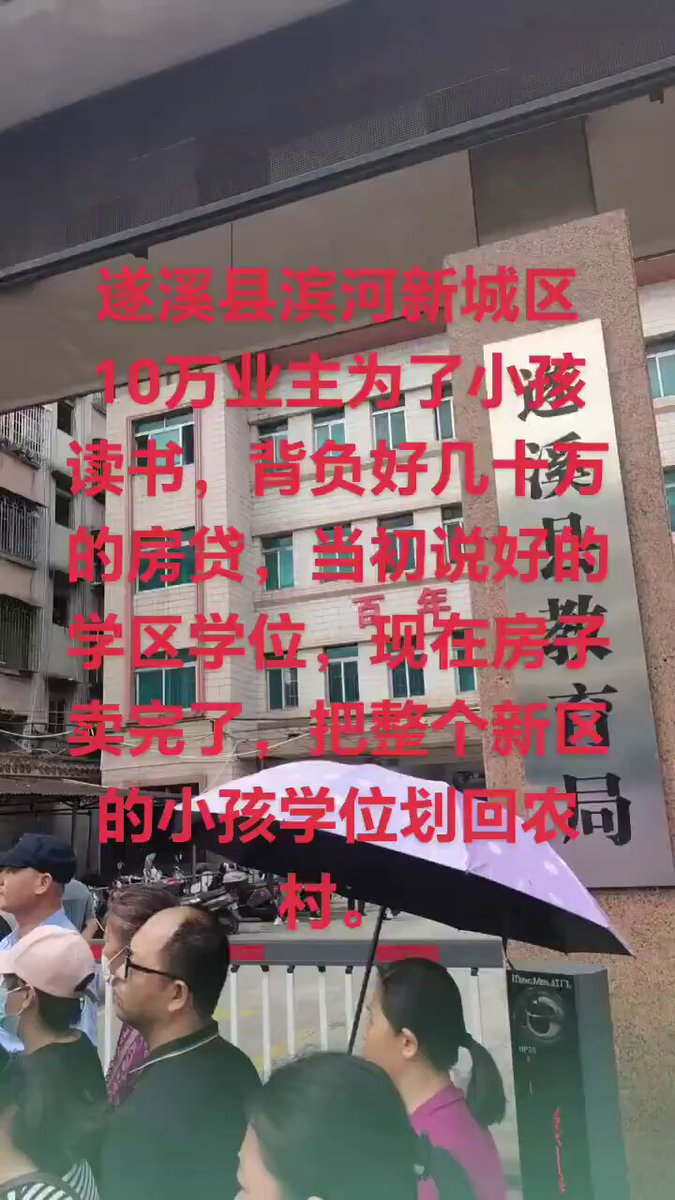 遂溪县滨河新城区
10万业主为了小孩
读书，背负好几十万
的房贷，当初说好的
学区学位，现在房子
卖完了，把整个新区
的小孩学位划回农
村。
遂溪县教育局
百年